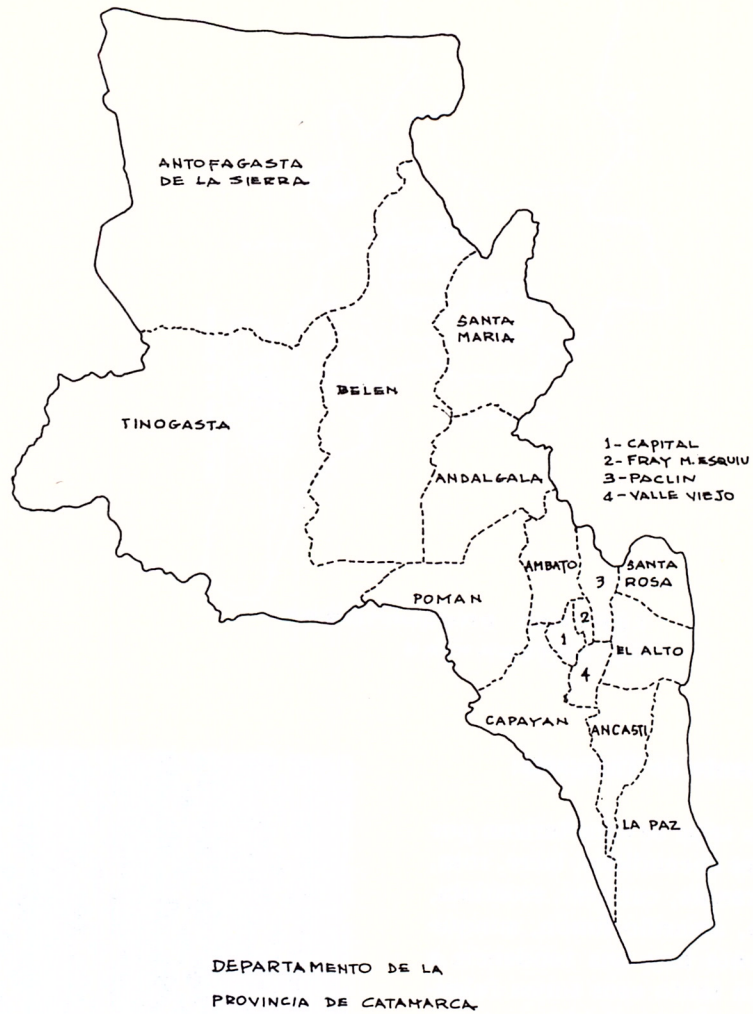 ANTOFAGASTA
DE LA SIERRA
SANTA
MARIA
BELEN
TINOGASTA
1- CAPITAL
2- FRAY M. ESQUIU
3- PACLIN
4- VALLE VIEJO
ANDALGALA
AMBATO
3
SANTA
ROSA
POMAN
2
1
EL ALTO
4
CAPAYAN
ANCASTI
LA PAZ
DEPARTAMENTO DE LA
PROVINCIA DE CATAMARCA